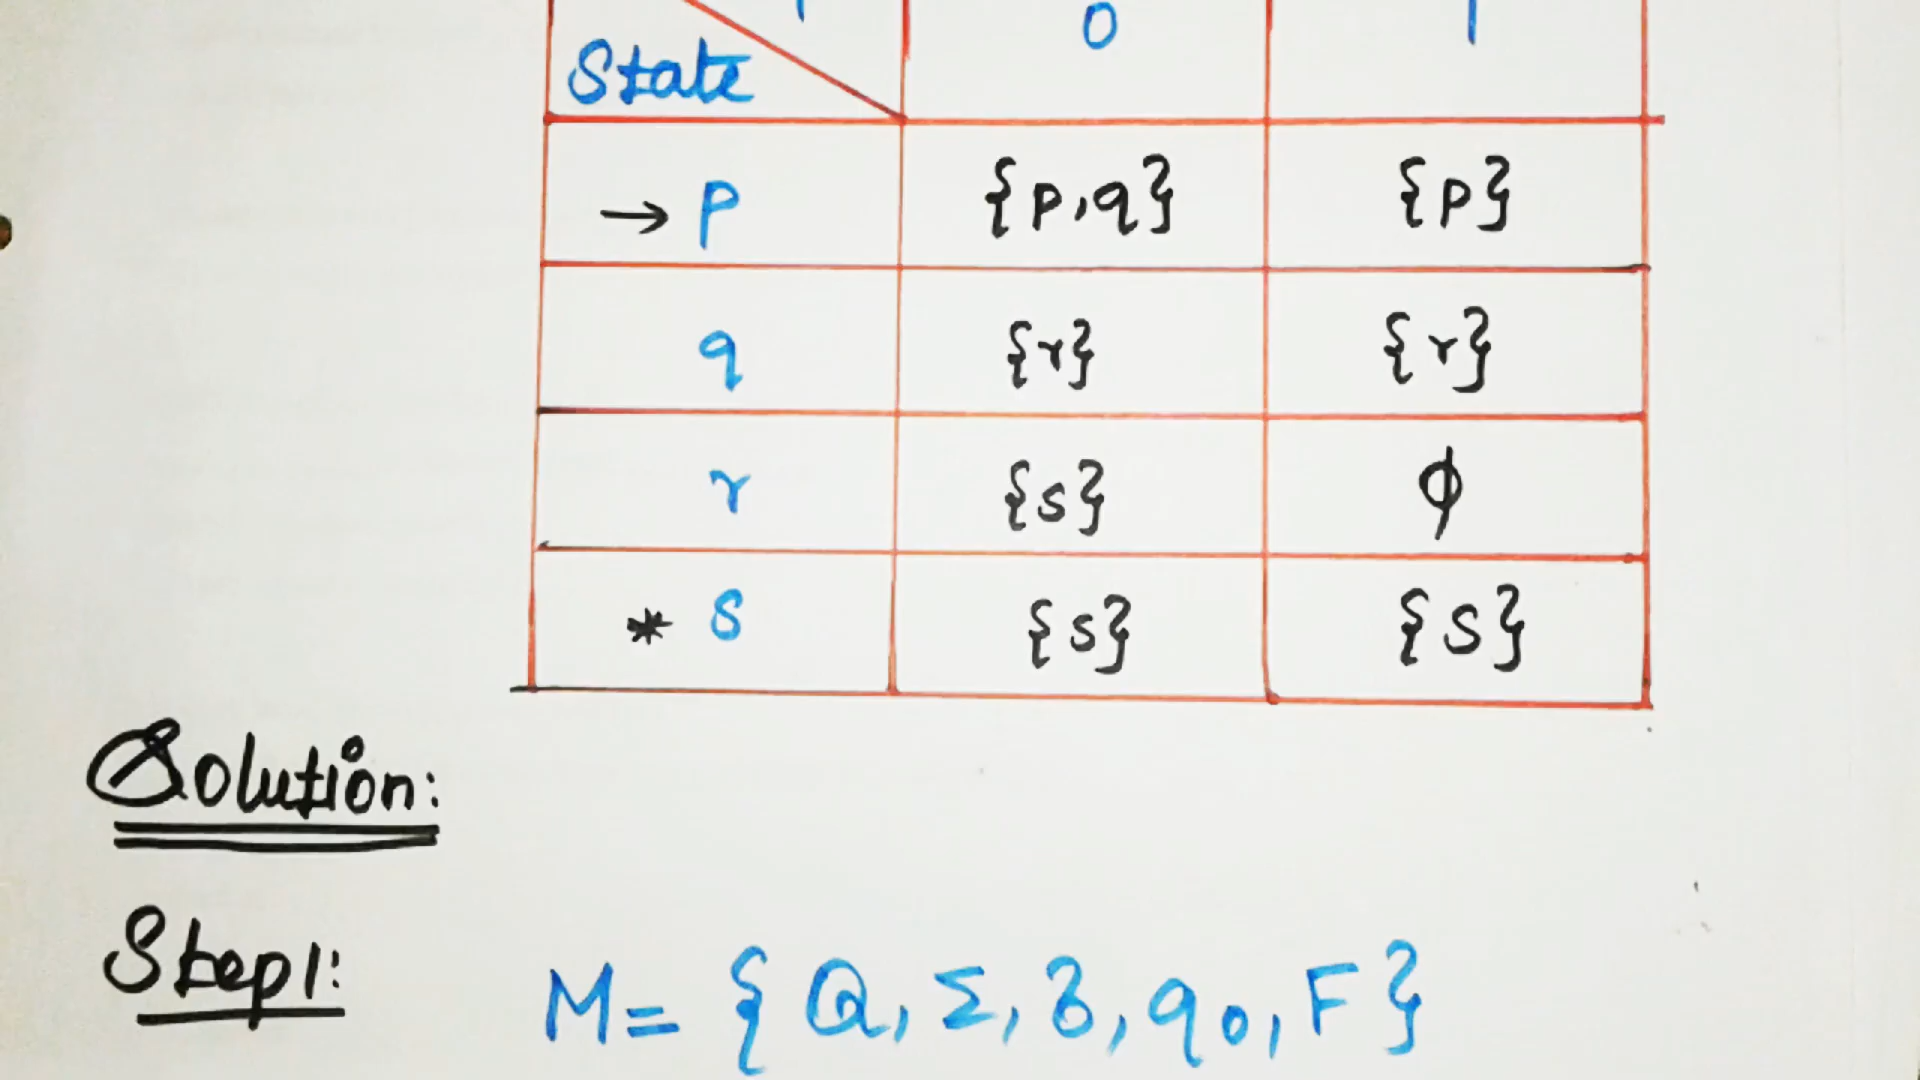 State 0 1
→ p {p,q} {p}
q {r} {r}
r {s} ϕ
* s {s} {s}
Solution:
Step1:
M= {Q, Σ, δ, q0, F}